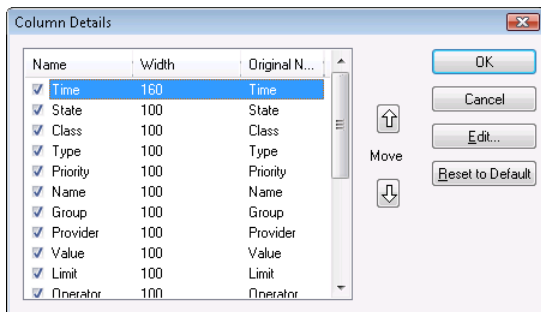 Column Details
Name Width Original N...
Time 160 Time
State 100 State
Class 100 Class
Type 100 Type
Priority 100 Priority
Name 100 Name
Group 100 Group
Provider 100 Provider
Value 100 Value
Limit 100 Limit
Operator 100 Operator
Move
OK
Cancel
Edit...
Reset to Default